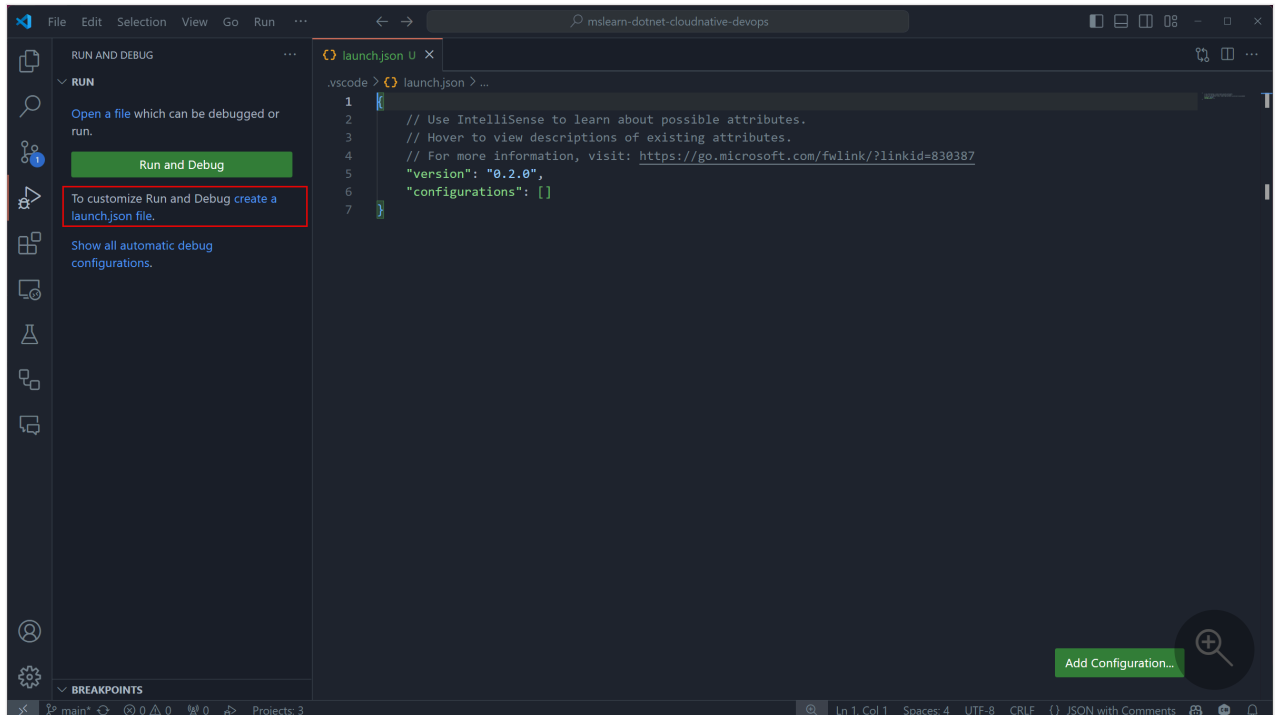 File Edit Selection View Go Run ···
mslearn-dotnet-cloudnative-devops
RUN AND DEBUG ···
RUN
Open a file which can be debugged or
run.
Run and Debug
To customize Run and Debug create a
launch.json file.
Show all automatic debug
configurations.
BREAKPOINTS
{} launch.json U
.vscode > {} launch.json > ...
1 {
2 // Use IntelliSense to learn about possible attributes.
3 // Hover to view descriptions of existing attributes.
4 // For more information, visit: https://go.microsoft.com/fwlink/?linkid=830387
5 "version": "0.2.0",
6 "configurations": []
7 }
1
Add Configuration...
main* 0 0 0 Projects: 3 Ln 1, Col 1 Spaces: 4 UTF-8 CRLF {} JSON with Comments